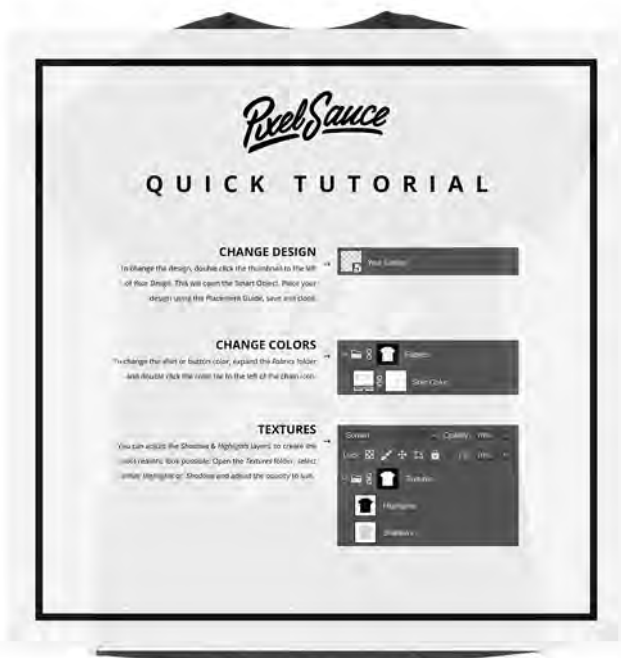 Pixel Sauce
QUICK TUTORIAL
CHANGE DESIGN
To change the design, double click the thumbnail to the left
of Your Design. This will open the Smart Object. Place your
design using the Placement Guide, save and close.
Your Design
CHANGE COLORS
To change the shirt or button color, expand the Fabrics folder
and double click the color tile to the left of the chain icon.
Fabrics
Shirt Color
TEXTURES
You can adjust the Shadows & Highlights layers, to create the
most realistic look possible. Open the Textures folder, select
either Highlights or Shadows and adjust the opacity to suit.
Screen Opacity:
Lock:
Textures
Highlights
Shadows